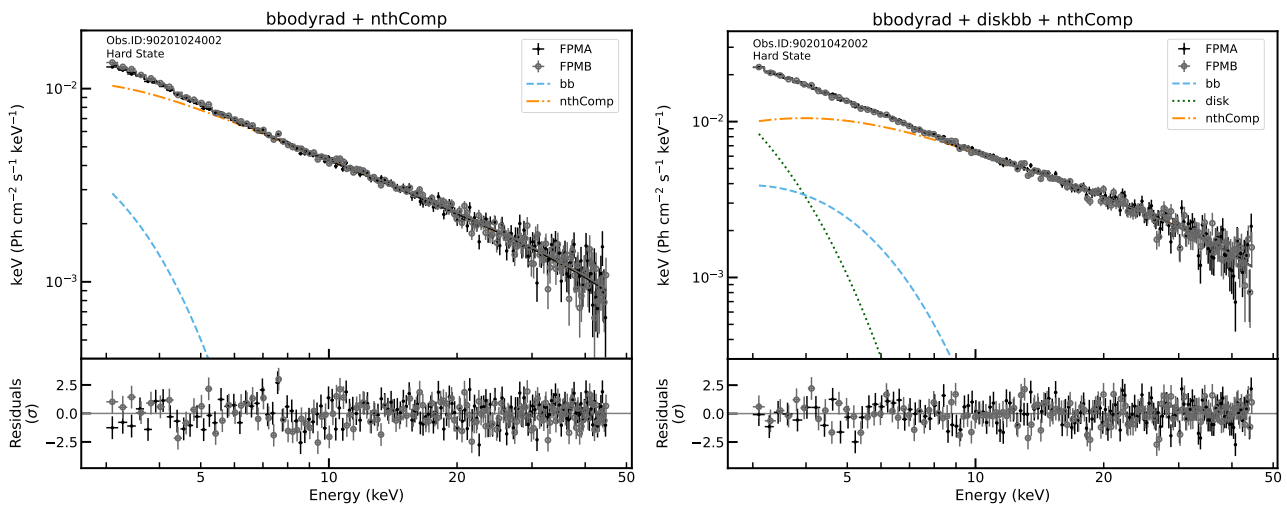 bbodyrad + nthComp
Obs.ID:90201024002
Hard State
FPMA
FPMB
bb
nthComp
keV (Ph cm⁻² s⁻¹ keV⁻¹)
10⁻²
10⁻³
Residuals
(σ)
2.5
0.0
−2.5
5
10
20
50
Energy (keV)
bbodyrad + diskbb + nthComp
Obs.ID:90201042002
Hard State
FPMA
FPMB
bb
disk
nthComp
keV (Ph cm⁻² s⁻¹ keV⁻¹)
10⁻²
10⁻³
Residuals
(σ)
2.5
0.0
−2.5
5
10
20
50
Energy (keV)